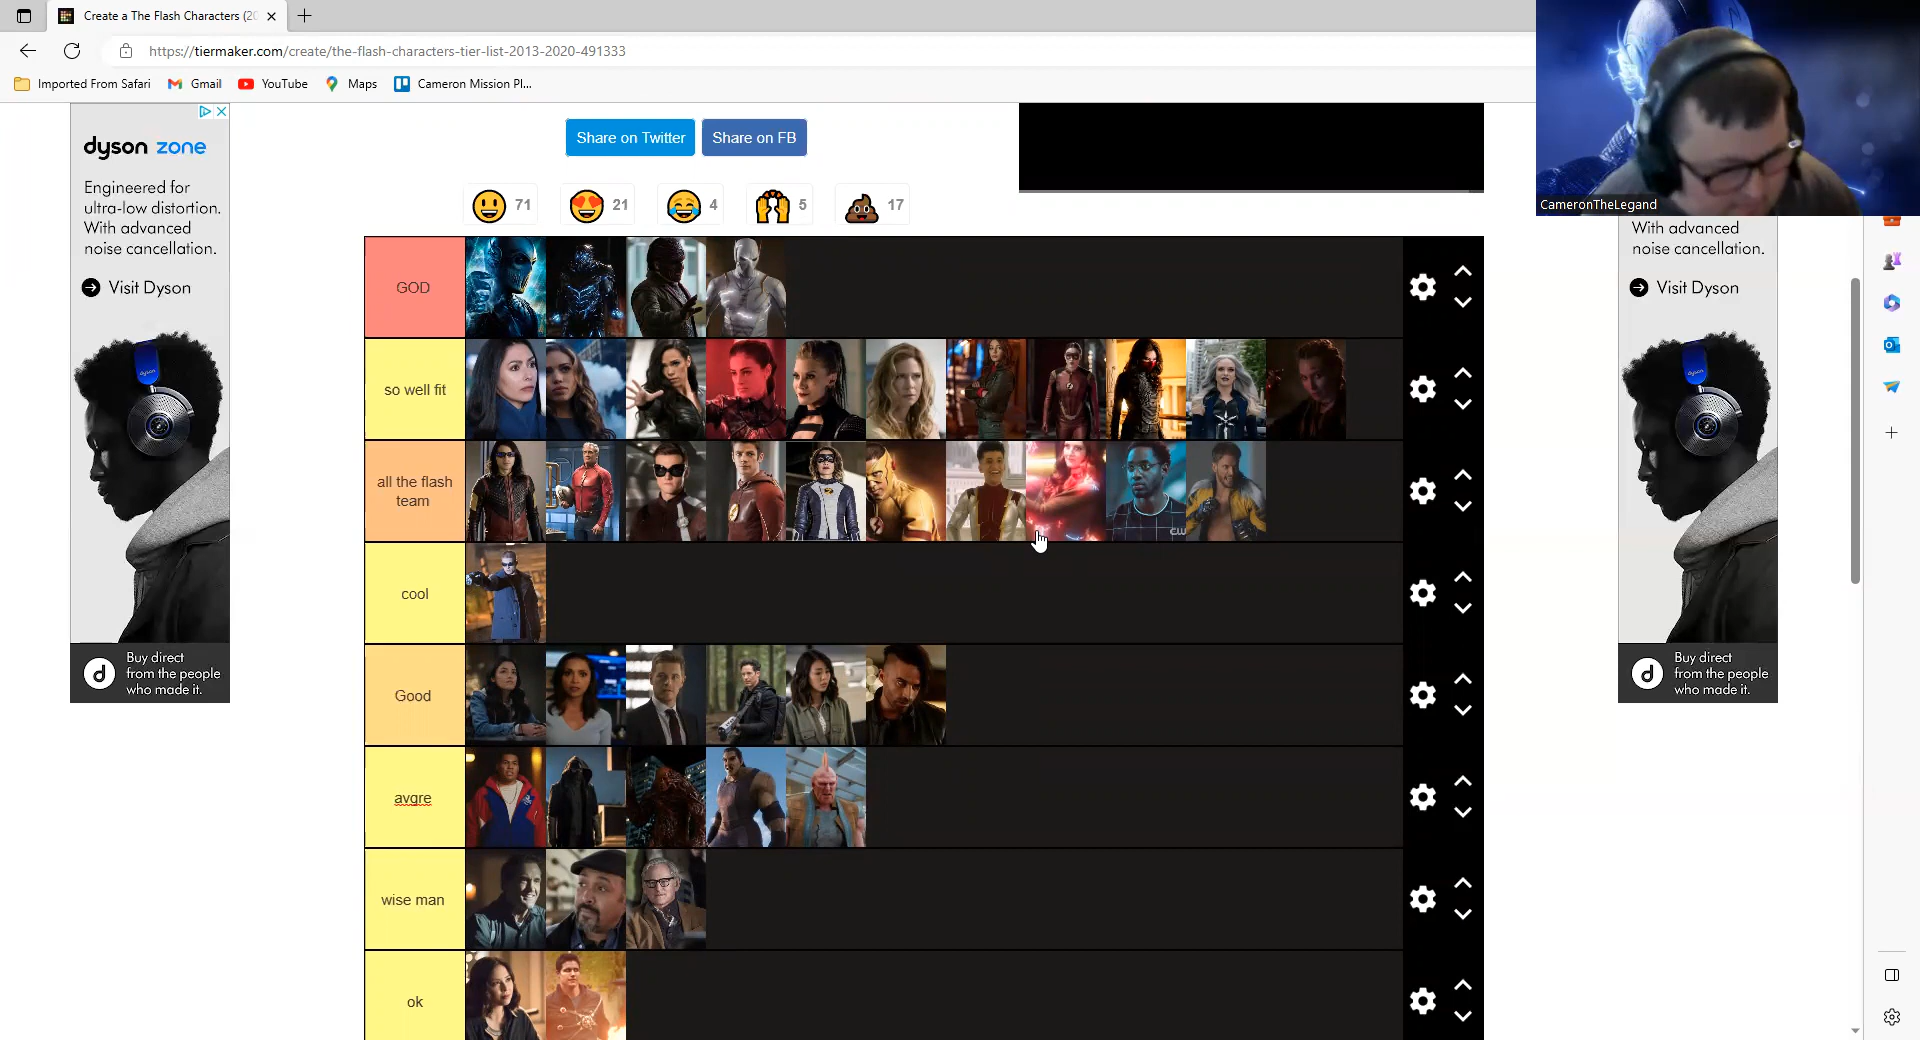 Create a The Flash Characters (20
https://tiermaker.com/create/the-flash-characters-tier-list-2013-2020-491333
Imported From Safari
Gmail
YouTube
Maps
Cameron Mission Pl...
CameronTheLegand
dyson zone
Engineered for
ultra-low distortion.
With advanced
noise cancellation.
Visit Dyson
Buy direct
from the people
who made it.
Share on Twitter
Share on FB
71
21
4
5
17
GOD
so well fit
all the flash
team
CW
cool
Good
avgre
wise man
ok
With advanced
noise cancellation.
Visit Dyson
Buy direct
from the people
who made it.